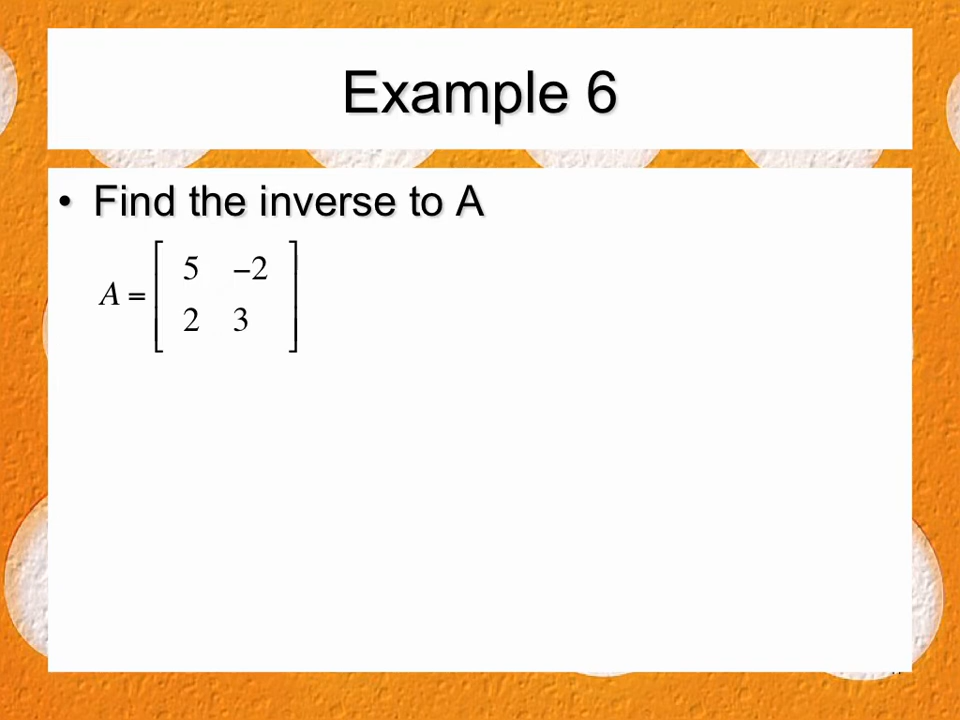 Example 6
• Find the inverse to A
A = [ 5 −2
2 3 ]